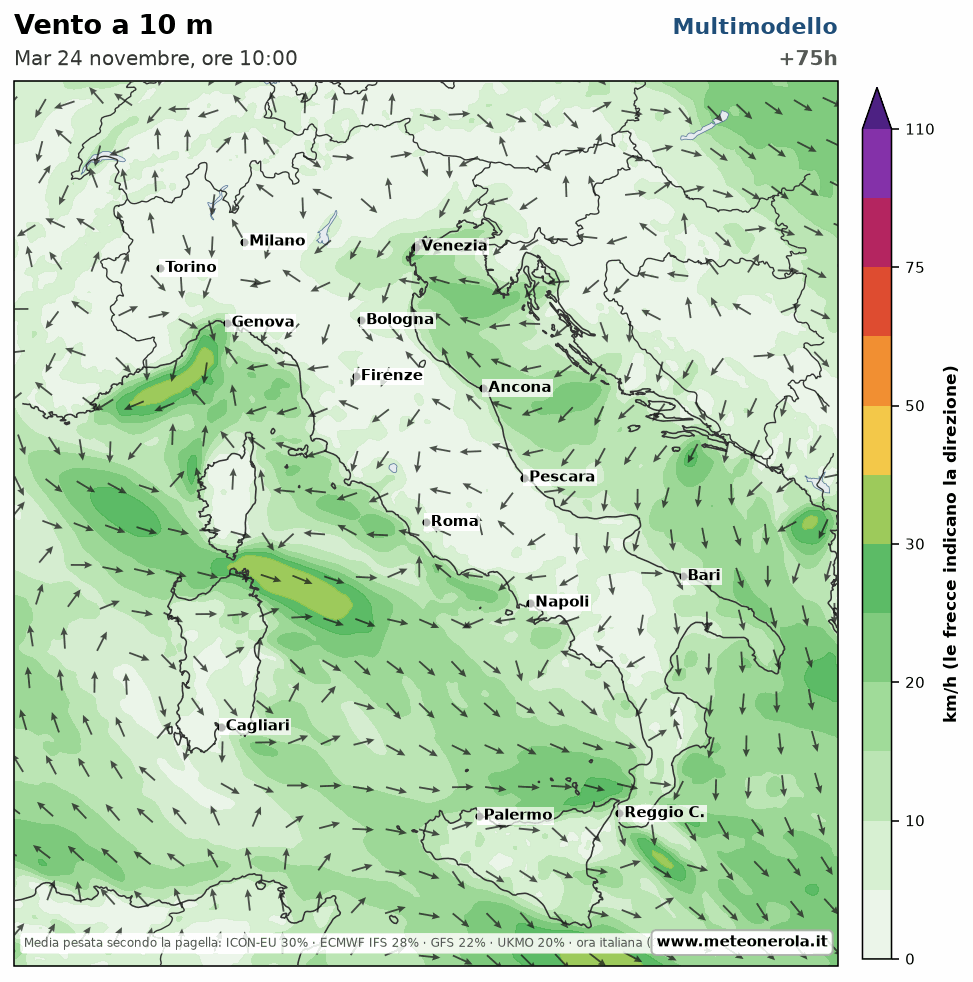 Vento a 10 m
Multimodello
Mar 24 novembre, ore 10:00
+75h
Milano
Venezia
Torino
Genova
Bologna
Firenze
Ancona
Pescara
Roma
Bari
Napoli
Cagliari
Palermo
Reggio C.
110
75
50
30
20
10
0
km/h (le frecce indicano la direzione)
Media pesata secondo la pagella: ICON-EU 30% · ECMWF IFS 28% · GFS 22% · UKMO 20% · ora italiana (
www.meteonerola.it